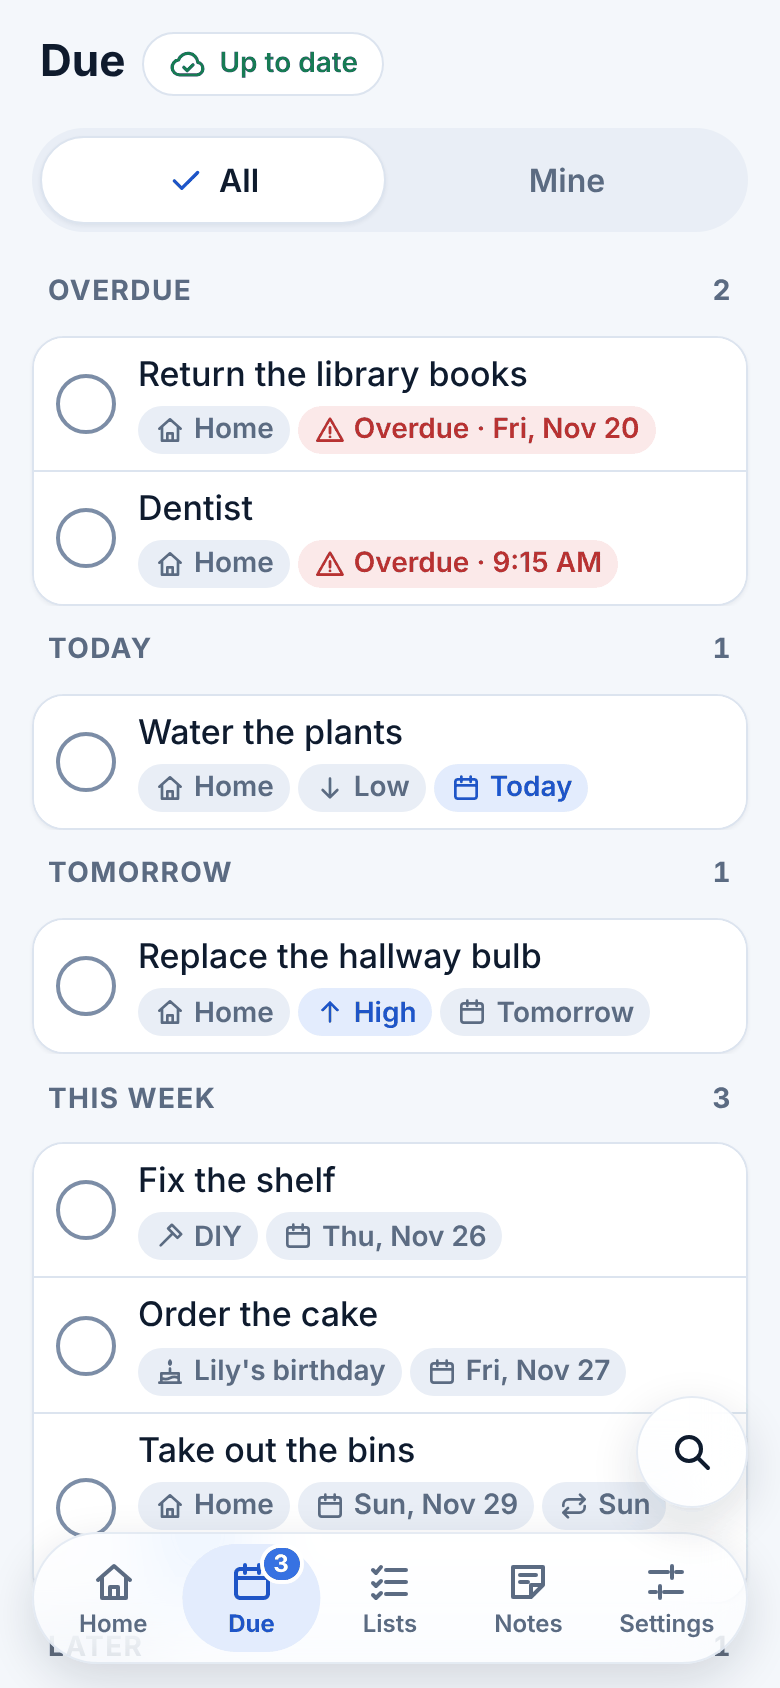 Due
Up to date
All
Mine
OVERDUE 2
Return the library books
Home Overdue · Fri, Nov 20
Dentist
Home Overdue · 9:15 AM
TODAY 1
Water the plants
Home Low Today
TOMORROW 1
Replace the hallway bulb
Home High Tomorrow
THIS WEEK 3
Fix the shelf
DIY Thu, Nov 26
Order the cake
Lily's birthday Fri, Nov 27
Take out the bins
Home Sun, Nov 29 Sun
3
Home Due Lists Notes Settings
LATER 1